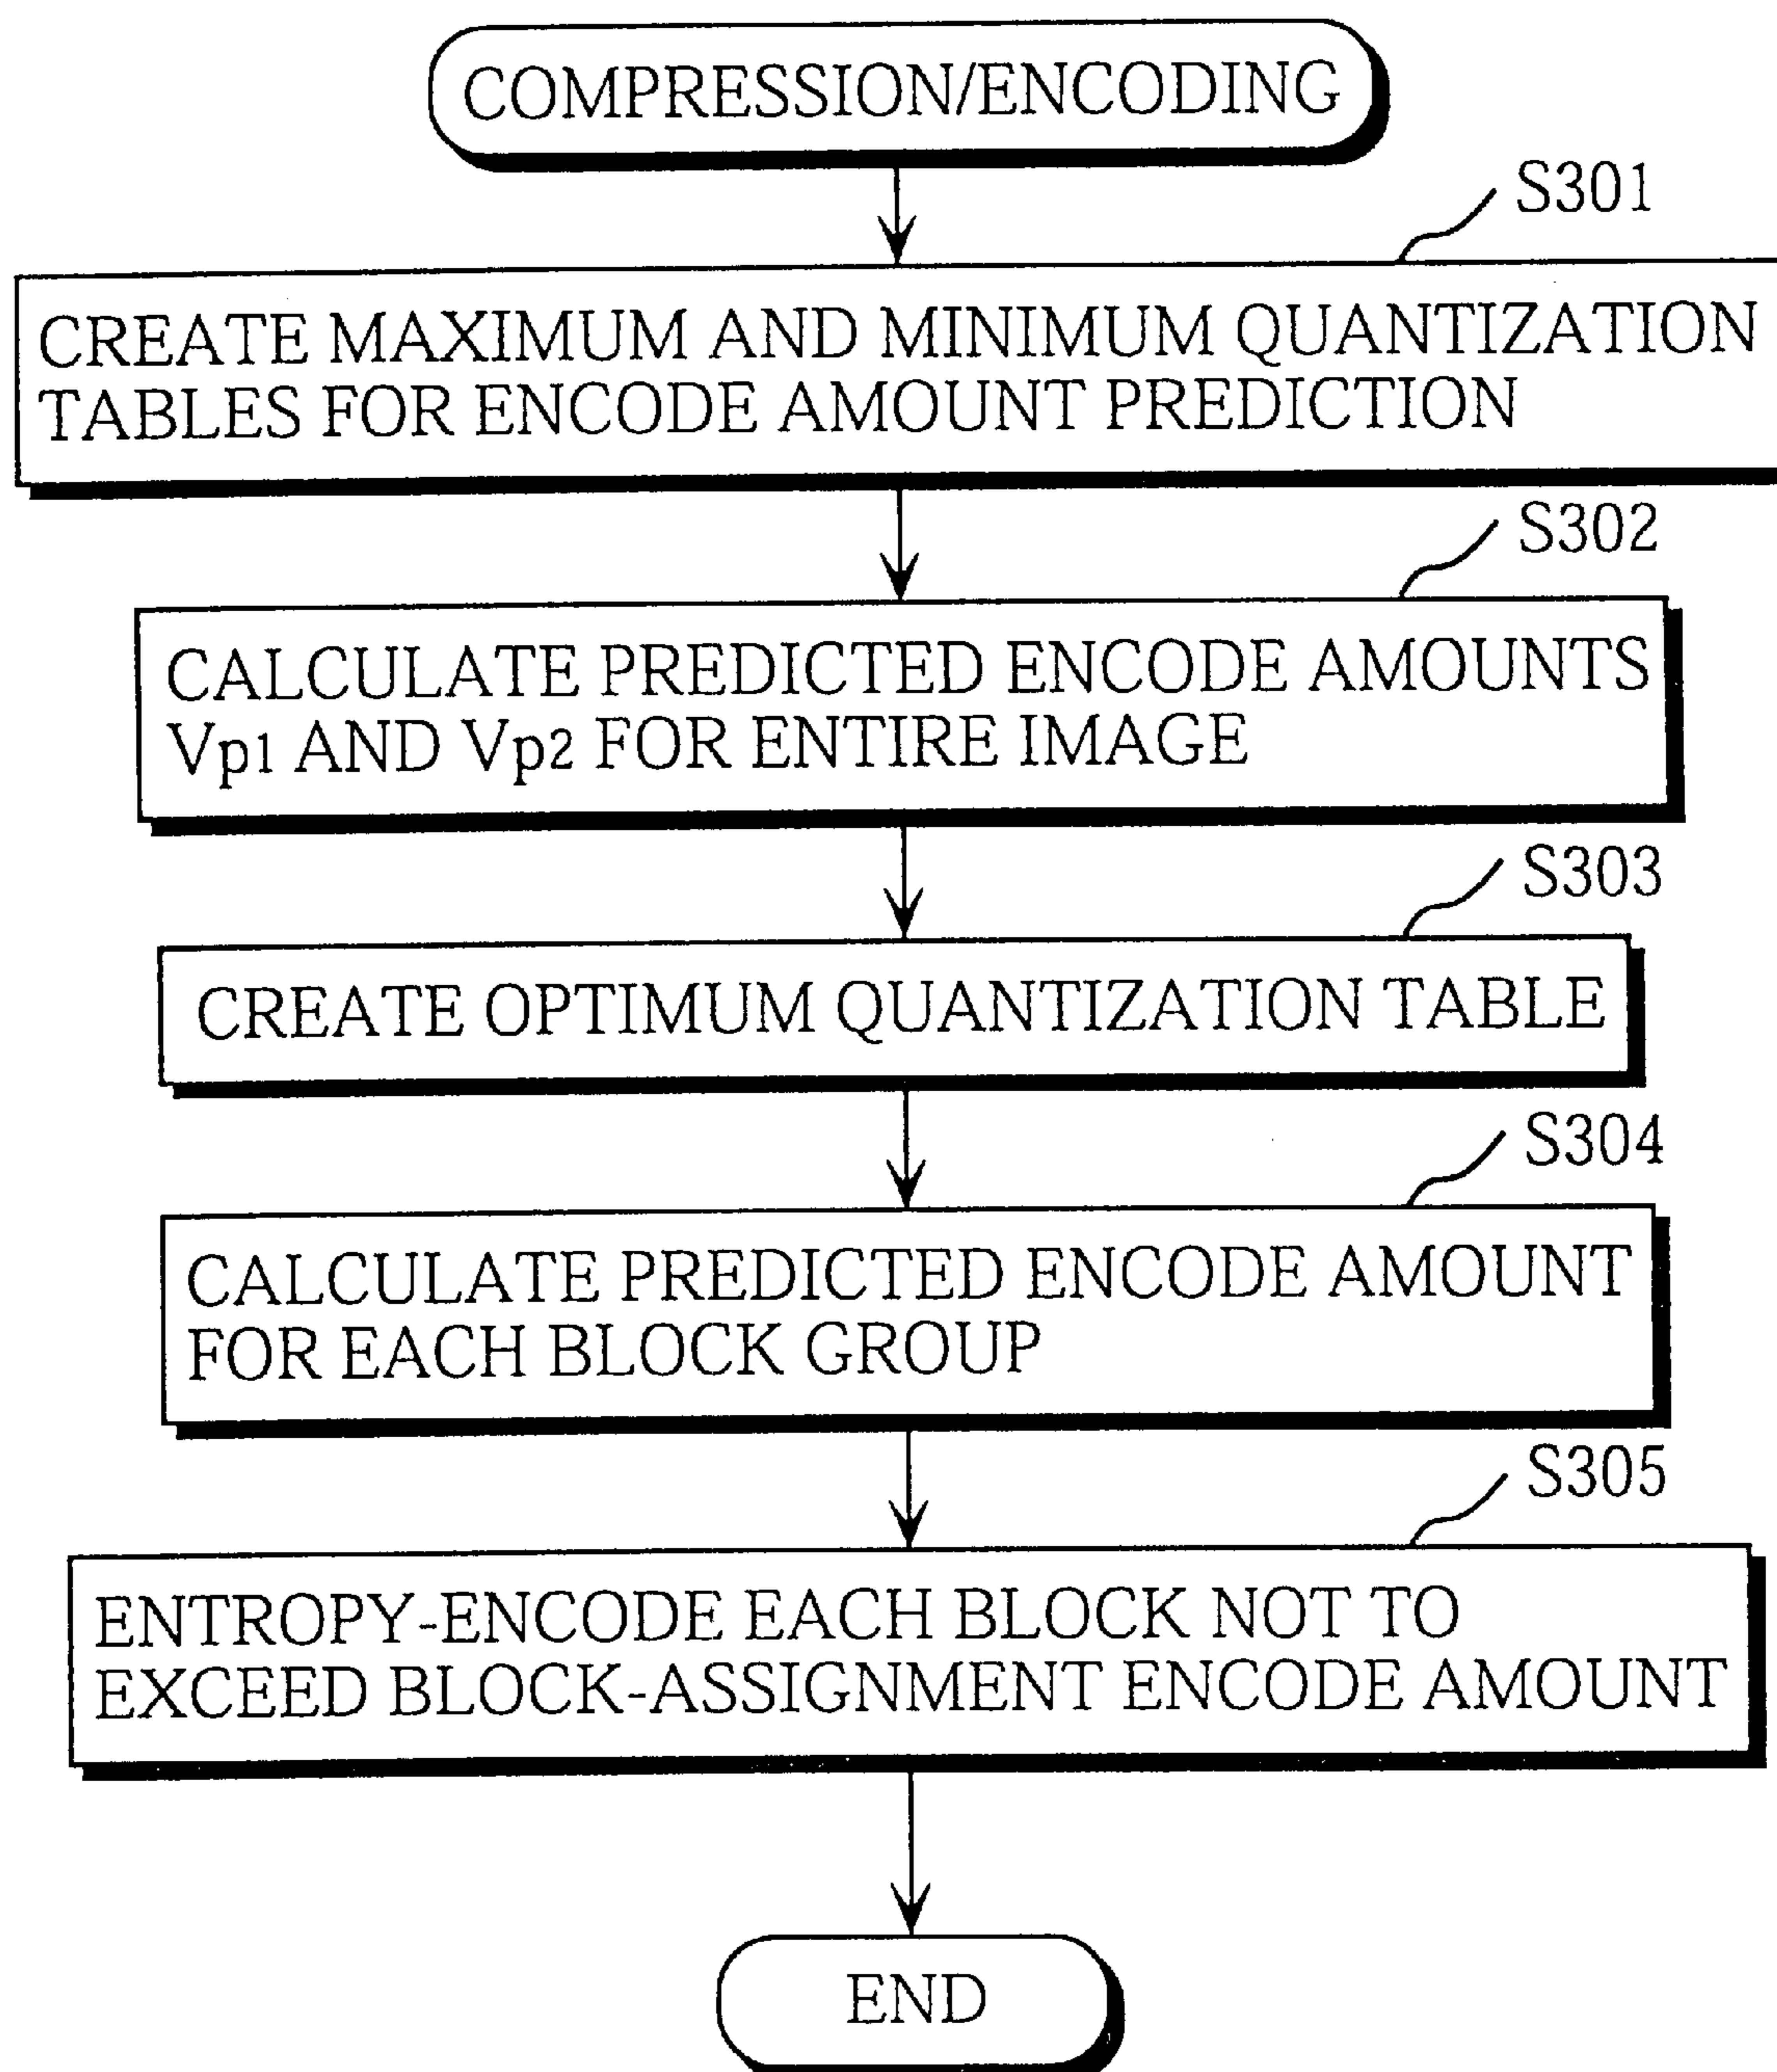 COMPRESSION/ENCODING
S301
CREATE MAXIMUM AND MINIMUM QUANTIZATION
TABLES FOR ENCODE AMOUNT PREDICTION
S302
CALCULATE PREDICTED ENCODE AMOUNTS
Vp1 AND Vp2 FOR ENTIRE IMAGE
S303
CREATE OPTIMUM QUANTIZATION TABLE
S304
CALCULATE PREDICTED ENCODE AMOUNT
FOR EACH BLOCK GROUP
S305
ENTROPY-ENCODE EACH BLOCK NOT TO
EXCEED BLOCK-ASSIGNMENT ENCODE AMOUNT
END